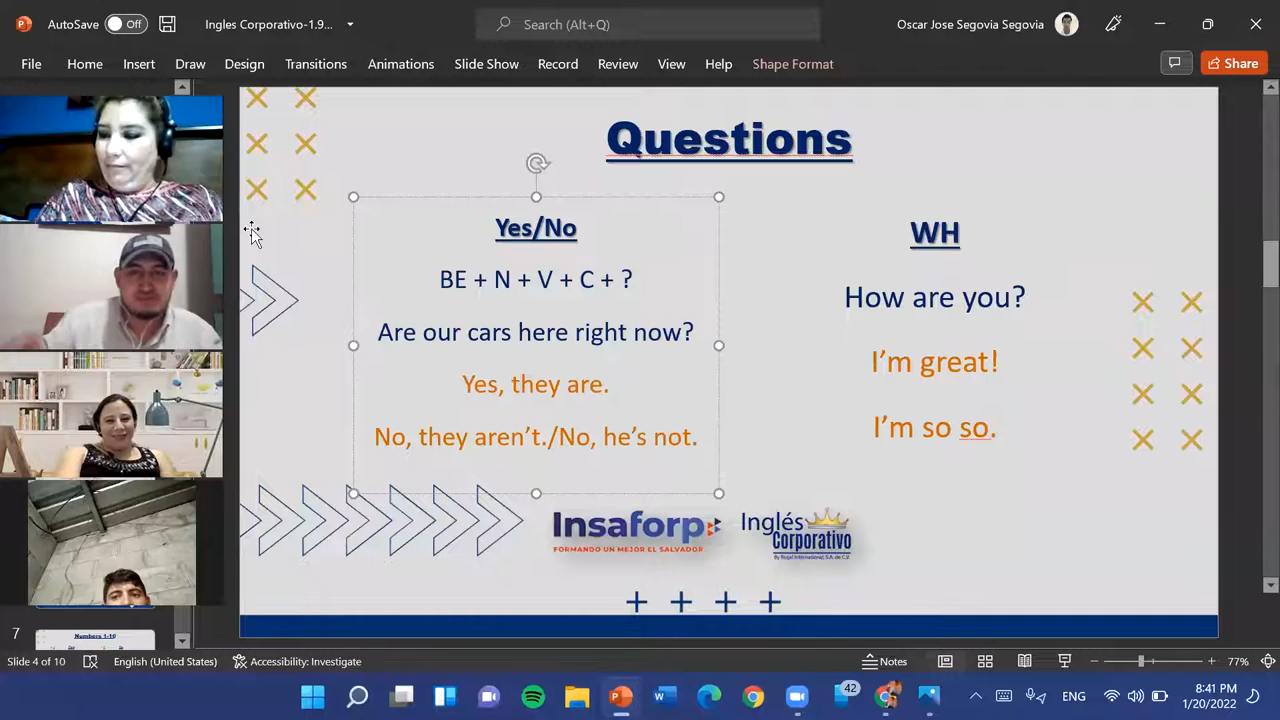 AutoSave Off Ingles Corporativo-1.9... Search (Alt+Q) Oscar Jose Segovia Segovia
File Home Insert Draw Design Transitions Animations Slide Show Record Review View Help Shape Format Share
Questions
Yes/No
BE + N + V + C + ?
Are our cars here right now?
Yes, they are.
No, they aren't./No, he's not.
WH
How are you?
I'm great!
I'm so so.
Insaforp
FORMANDO UN MEJOR EL SALVADOR
Inglés
Corporativo
+ + + +
7
Numbers 1-10
Slide 4 of 10 English (United States) Accessibility: Investigate Notes 77%
42 ENG 8:41 PM
1/20/2022